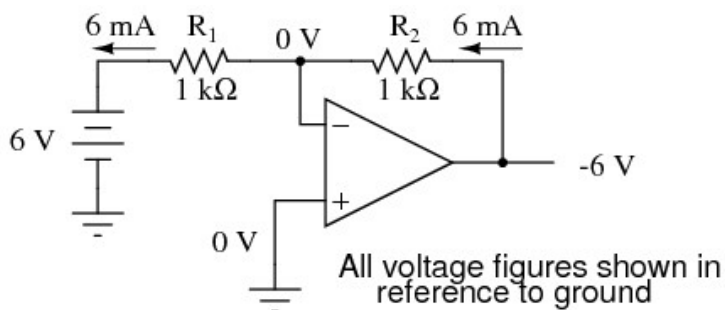 6 mA R₁ 0 V R₂ 6 mA
1 kΩ 1 kΩ
6 V
−
-6 V
+
0 V
All voltage figures shown in
reference to ground